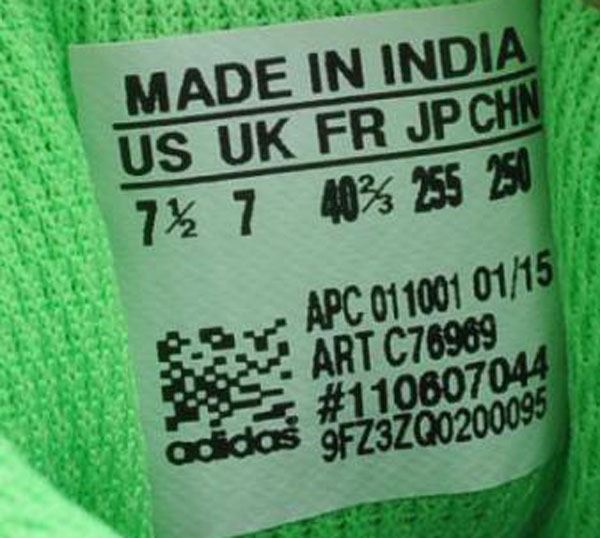 MADE IN INDIA
US UK FR JP CHN
7½ 7 40⅔ 255 250
APC 011001 01/15
ART C76969
#110607044
adidas 9FZ3ZQ0200095